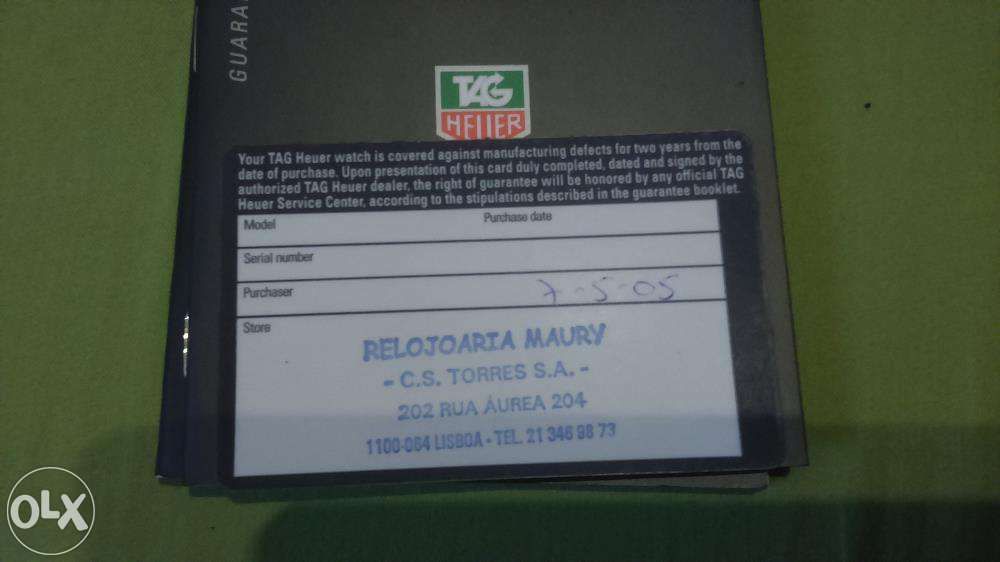 GUARA
TAG
HEUER
Your TAG Heuer watch is covered against manufacturing defects for two years from the
date of purchase. Upon presentation of this card duly completed, dated and signed by the
authorized TAG Heuer dealer, the right of guarantee will be honored by any official TAG
Heuer Service Center, according to the stipulations described in the guarantee booklet.
Model Purchase date
Serial number
Purchaser 7-5-05
Store
RELOJOARIA MAURY
- C.S. TORRES S.A. -
202 RUA ÁUREA 204
1100-064 LISBOA - TEL. 21 346 98 73
OLX